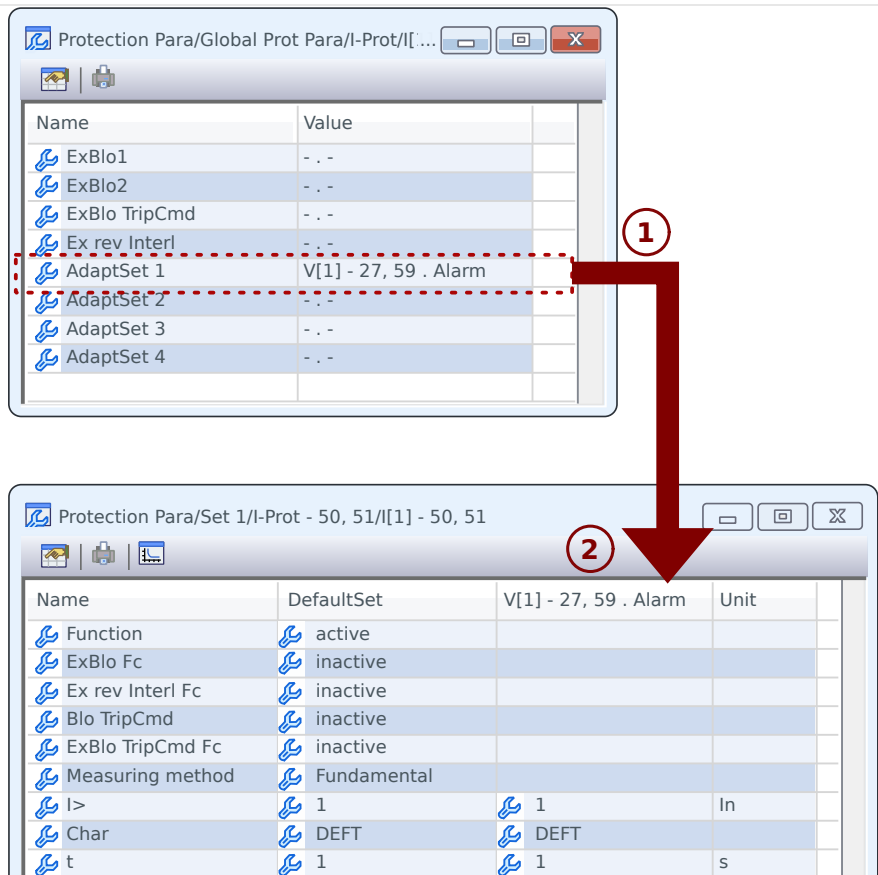 Protection Para/Global Prot Para/I-Prot/I[...
Name Value
ExBlo1 - . -
ExBlo2 - . -
ExBlo TripCmd - . -
Ex rev Interl - . -
AdaptSet 1 V[1] - 27, 59 . Alarm
AdaptSet 2 - . -
AdaptSet 3 - . -
AdaptSet 4 - . -
1
Protection Para/Set 1/I-Prot - 50, 51/I[1] - 50, 51
2
Name DefaultSet V[1] - 27, 59 . Alarm Unit
Function active
ExBlo Fc inactive
Ex rev Interl Fc inactive
Blo TripCmd inactive
ExBlo TripCmd Fc inactive
Measuring method Fundamental
I> 1 1 In
Char DEFT DEFT
t 1 1 s